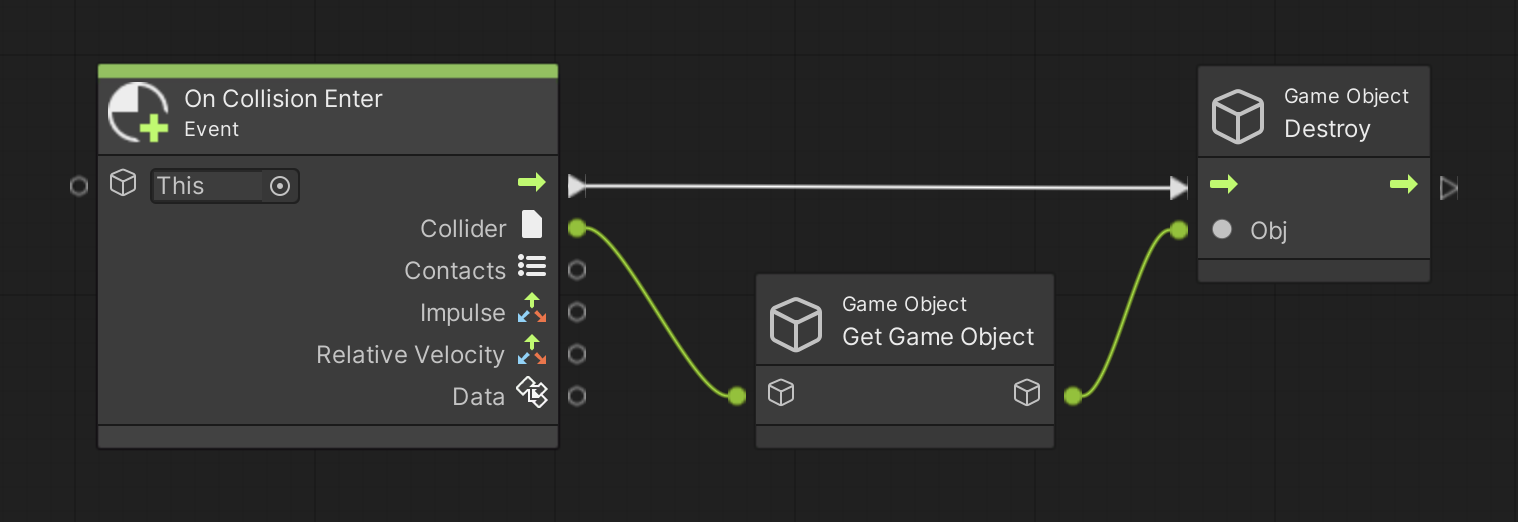 On Collision Enter
Event
This
Collider
Contacts
Impulse
Relative Velocity
Data
Game Object
Get Game Object
Game Object
Destroy
Obj